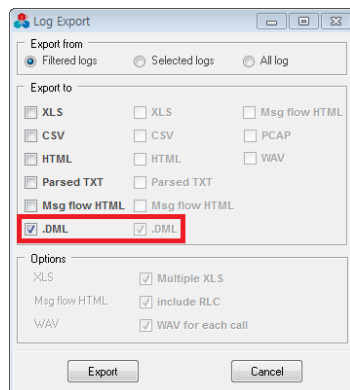 Log Export
Export from
Filtered logs Selected logs All log
Export to
XLS XLS Msg flow HTML
CSV CSV PCAP
HTML HTML WAV
Parsed TXT Parsed TXT
Msg flow HTML Msg flow HTML
.DML .DML
Options
XLS Multiple XLS
Msg flow HTML include RLC
WAV WAV for each call
Export Cancel